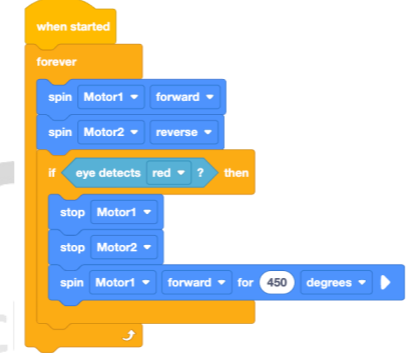 when started
forever
spin Motor1 forward
spin Motor2 reverse
if eye detects red ? then
stop Motor1
stop Motor2
spin Motor1 forward for 450 degrees